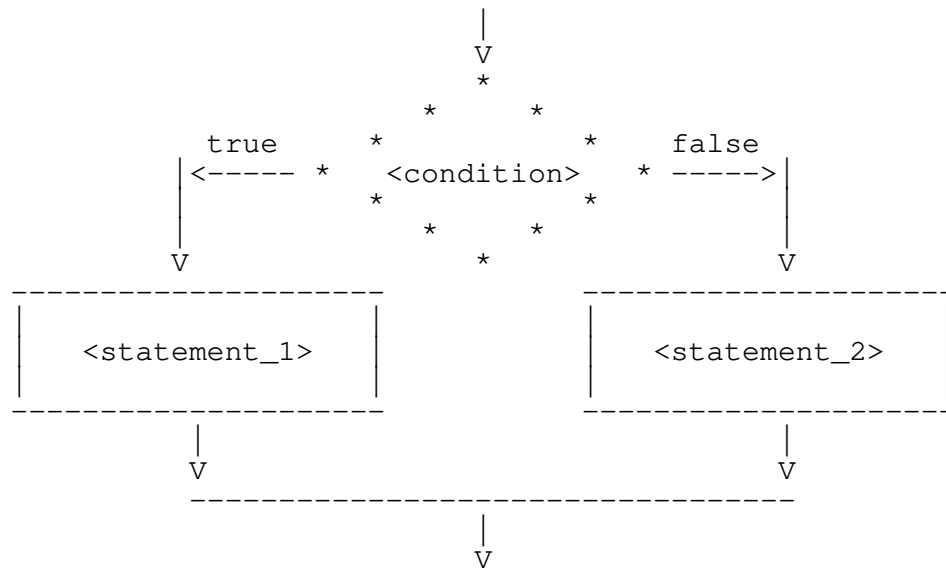 |
V
*
* *
true * * false
|<----- * <condition> * ----->|
| * * |
| * * |
V * V
--------------------- ---------------------
| | |
| <statement_1> | | <statement_2>
| | |
--------------------- ---------------------
| |
V V
----------------------------------
|
V